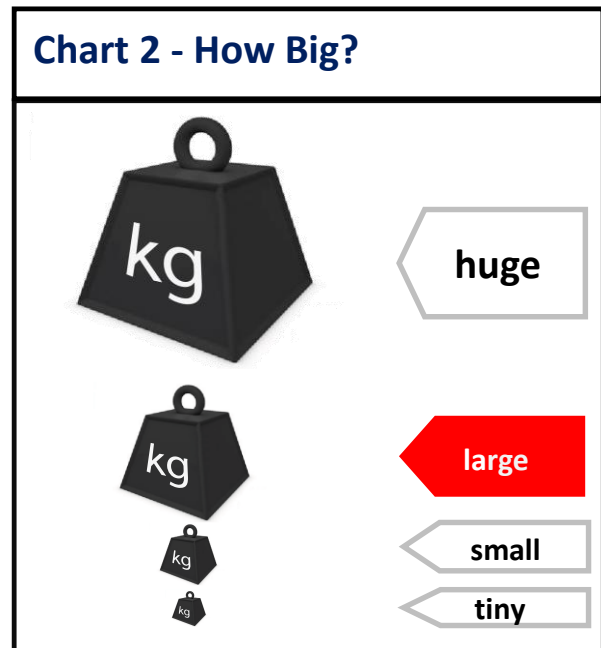 Chart 2 - How Big?
kg
huge
kg
large
kg
small
kg
tiny